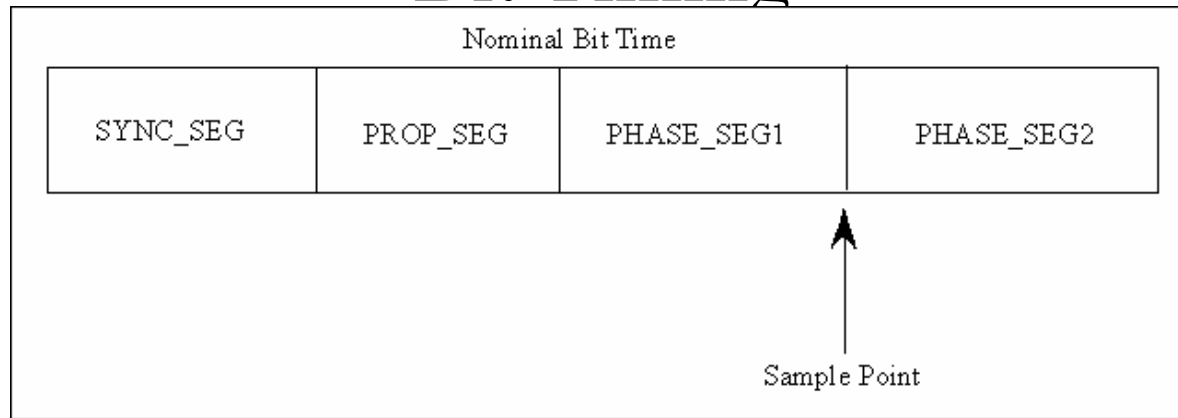 Nominal Bit Time
SYNC_SEG PROP_SEG PHASE_SEG1 PHASE_SEG2
Sample Point